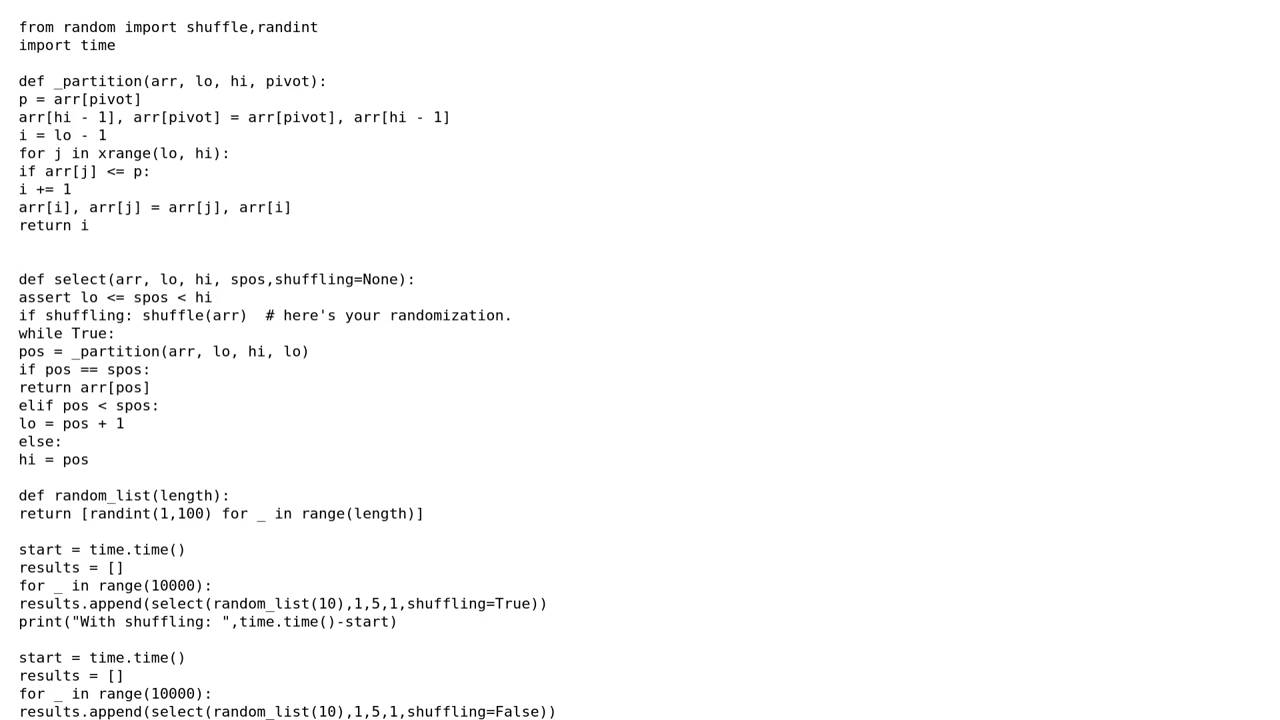 from random import shuffle,randint
import time

def _partition(arr, lo, hi, pivot):
p = arr[pivot]
arr[hi - 1], arr[pivot] = arr[pivot], arr[hi - 1]
i = lo - 1
for j in xrange(lo, hi):
if arr[j] <= p:
i += 1
arr[i], arr[j] = arr[j], arr[i]
return i


def select(arr, lo, hi, spos,shuffling=None):
assert lo <= spos < hi
if shuffling: shuffle(arr)  # here's your randomization.
while True:
pos = _partition(arr, lo, hi, lo)
if pos == spos:
return arr[pos]
elif pos < spos:
lo = pos + 1
else:
hi = pos

def random_list(length):
return [randint(1,100) for _ in range(length)]

start = time.time()
results = []
for _ in range(10000):
results.append(select(random_list(10),1,5,1,shuffling=True))
print("With shuffling: ",time.time()-start)

start = time.time()
results = []
for _ in range(10000):
results.append(select(random_list(10),1,5,1,shuffling=False))